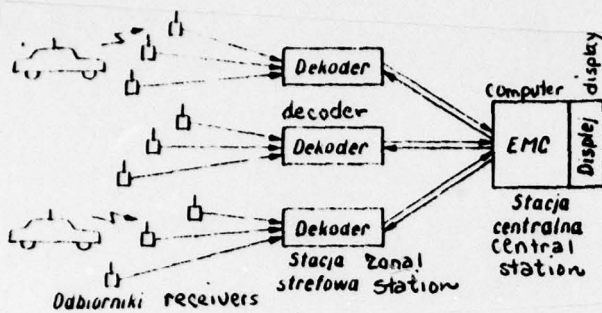 Dekoder
decoder
Dekoder
Dekoder
Computer
display
EMC
Displej
Stacja
centralna
central
station
Stacja zonal
strefowa station
Odbiorniki receivers